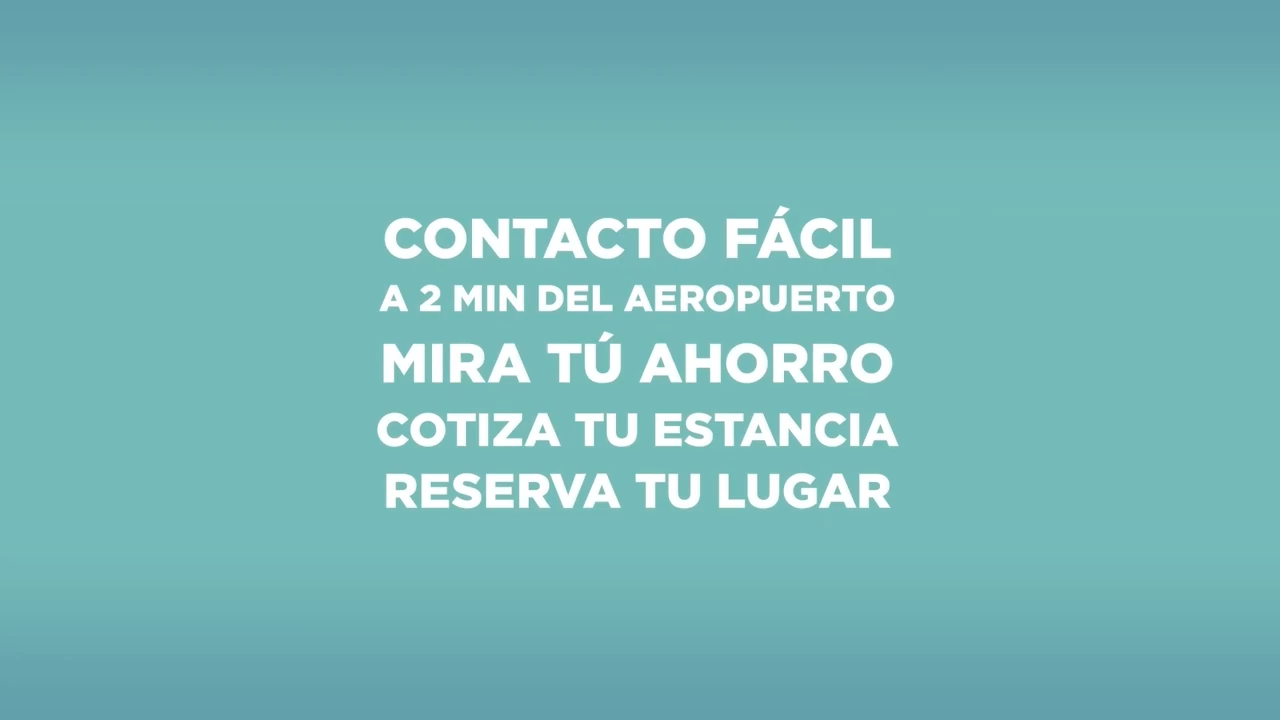 CONTACTO FÁCIL
A 2 MIN DEL AEROPUERTO
MIRA TÚ AHORRO
COTIZA TU ESTANCIA
RESERVA TU LUGAR